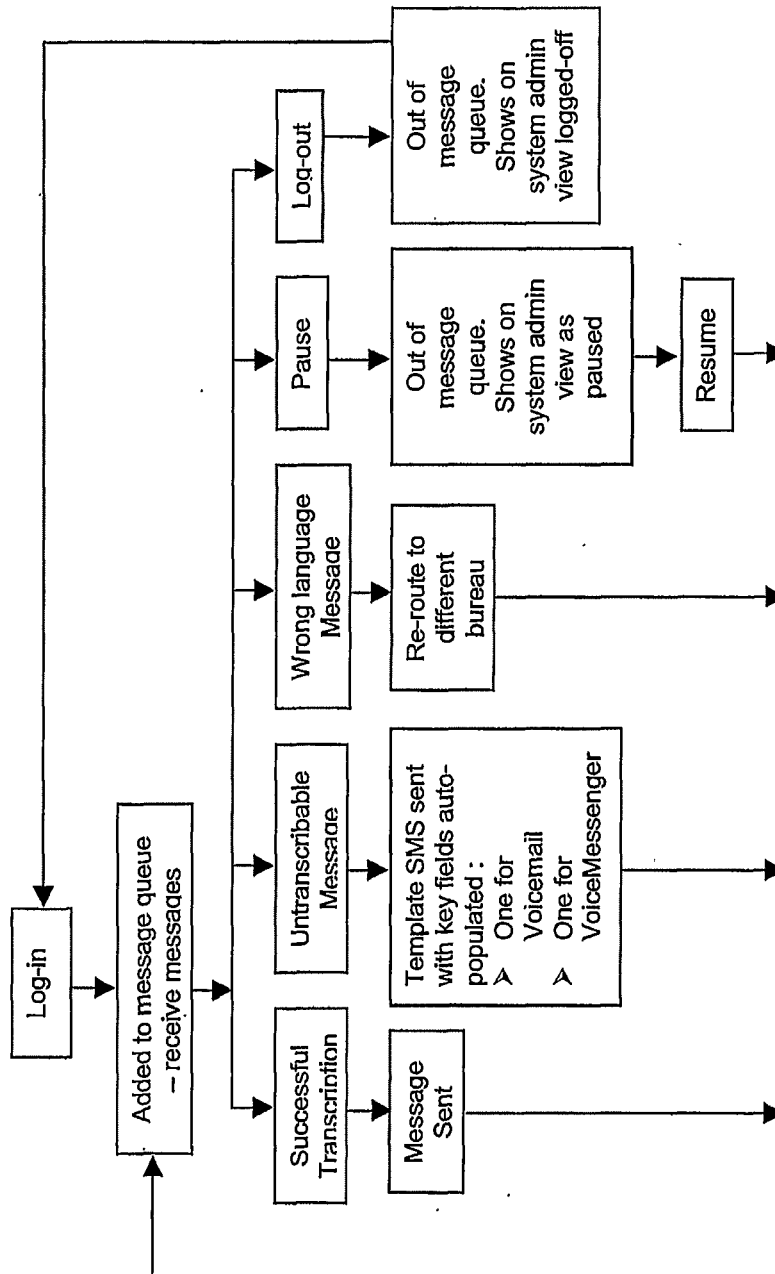 Log-in
Added to message queue
– receive messages
Successful
Transcription
Untranscribable
Message
Wrong language
Message
Pause
Log-out
Message
Sent
Template SMS sent
with key fields auto-
populated :
➢ One for
Voicemail
➢ One for
VoiceMessenger
Re-route to
different
bureau
Out of
message
queue.
Shows on
system admin
view as
paused
Out of
message
queue.
Shows on
system admin
view logged-off
Resume